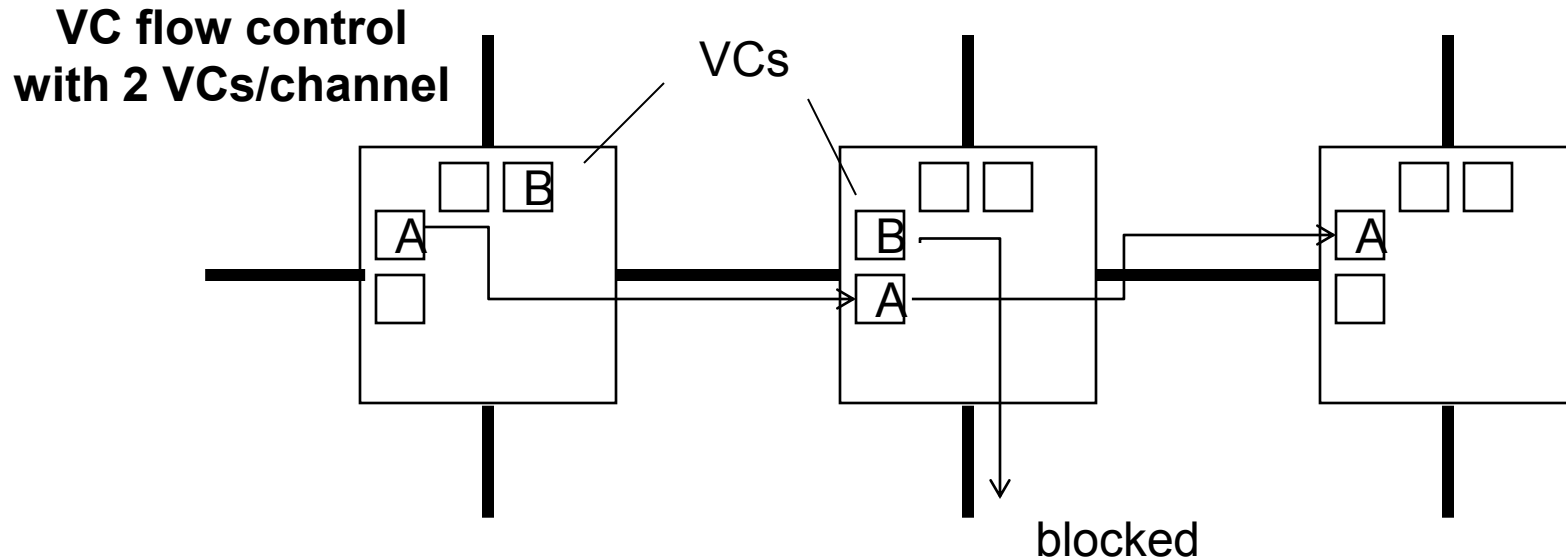 VC flow control
with 2 VCs/channel
VCs
B
A
B
A
A
blocked